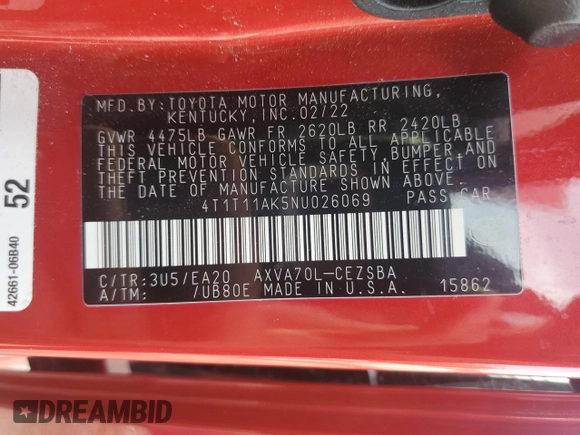 MFD.BY:TOYOTA MOTOR MANUFACTURING,
KENTUCKY,INC.02/22
GVWR 4475LB GAWR FR 2620LB RR 2420LB
THIS VEHICLE CONFORMS TO ALL APPLICABLE
FEDERAL MOTOR VEHICLE SAFETY,BUMPER,AND
THEFT PREVENTION STANDARDS IN EFFECT ON
THE DATE OF MANUFACTURE SHOWN ABOVE.
4T1T11AK5NU026069 PASS CAR
C/TR:3U5/EA20 AXVA70L-CEZSBA
A/TM: /UB80E MADE IN U.S.A. 15862
52
42661-06B40
DREAMBID